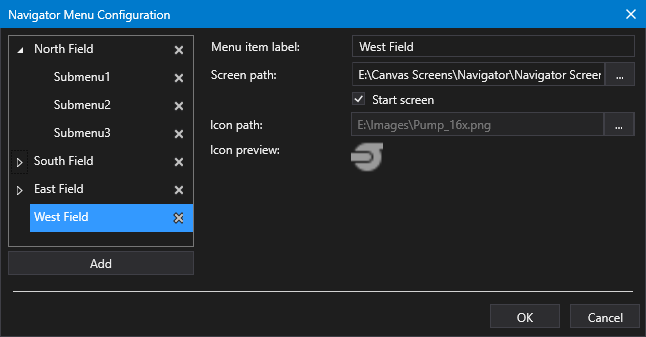 Navigator Menu Configuration
North Field
Submenu1
Submenu2
Submenu3
South Field
East Field
West Field
Add
Menu item label: West Field
Screen path: E:\Canvas Screens\Navigator\Navigator Screen ...
Start screen
Icon path: E:\Images\Pump_16x.png ...
Icon preview:
OK Cancel